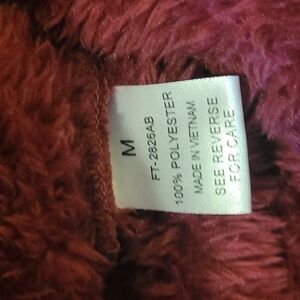 M
FT-2826AB
100% POLYESTER
MADE IN VIETNAM
SEE REVERSE
FOR CARE